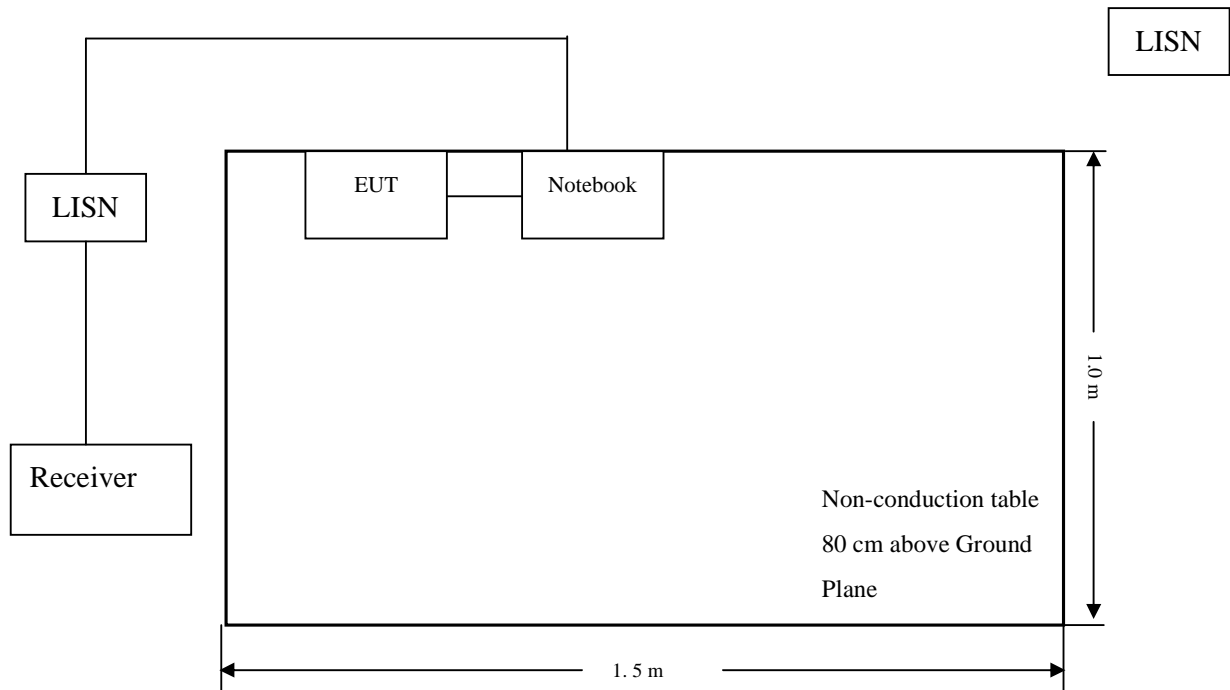 LISN
EUT
Notebook
LISN
1.0 m
Receiver
Non-conduction table
80 cm above Ground
Plane
1. 5 m